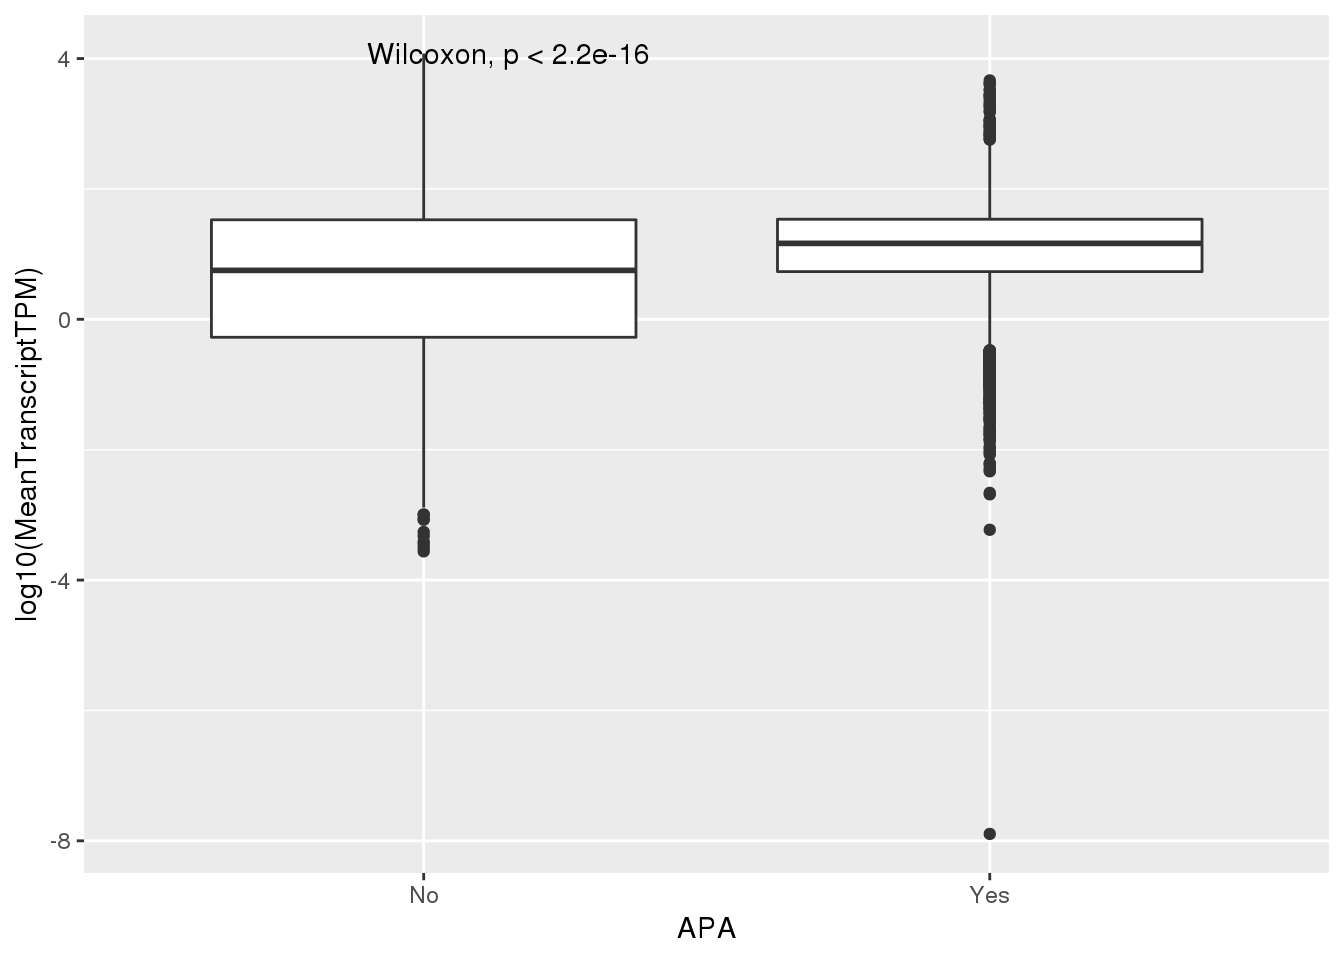 Wilcoxon, p < 2.2e-16
4
0
-4
-8
log10(MeanTranscriptTPM)
No
Yes
APA